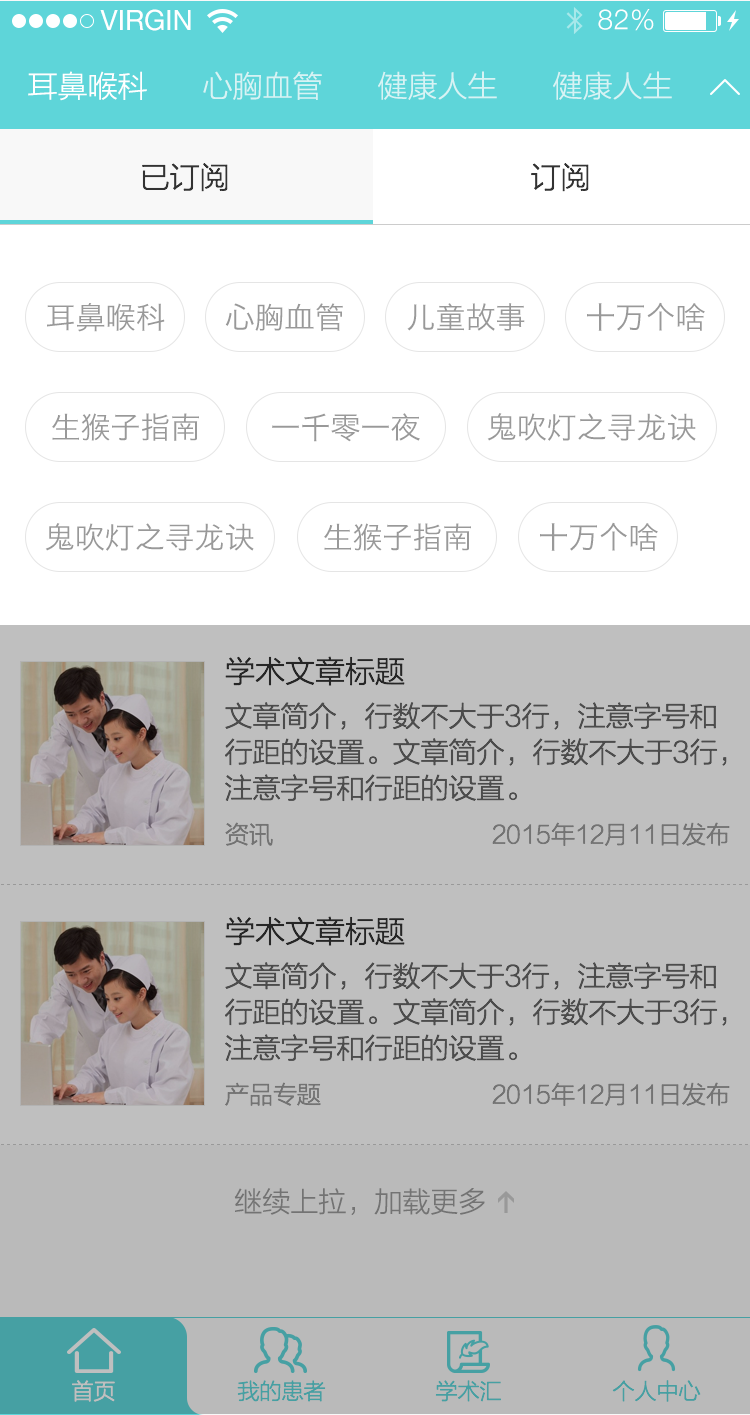 VIRGIN 82%
耳鼻喉科 心胸血管 健康人生 健康人生
已订阅 订阅
耳鼻喉科 心胸血管 儿童故事 十万个啥
生猴子指南 一千零一夜 鬼吹灯之寻龙诀
鬼吹灯之寻龙诀 生猴子指南 十万个啥
学术文章标题
文章简介，行数不大于3行，注意字号和
行距的设置。文章简介，行数不大于3行，
注意字号和行距的设置。
资讯 2015年12月11日发布
学术文章标题
文章简介，行数不大于3行，注意字号和
行距的设置。文章简介，行数不大于3行，
注意字号和行距的设置。
产品专题 2015年12月11日发布
继续上拉，加载更多
首页 我的患者 学术汇 个人中心